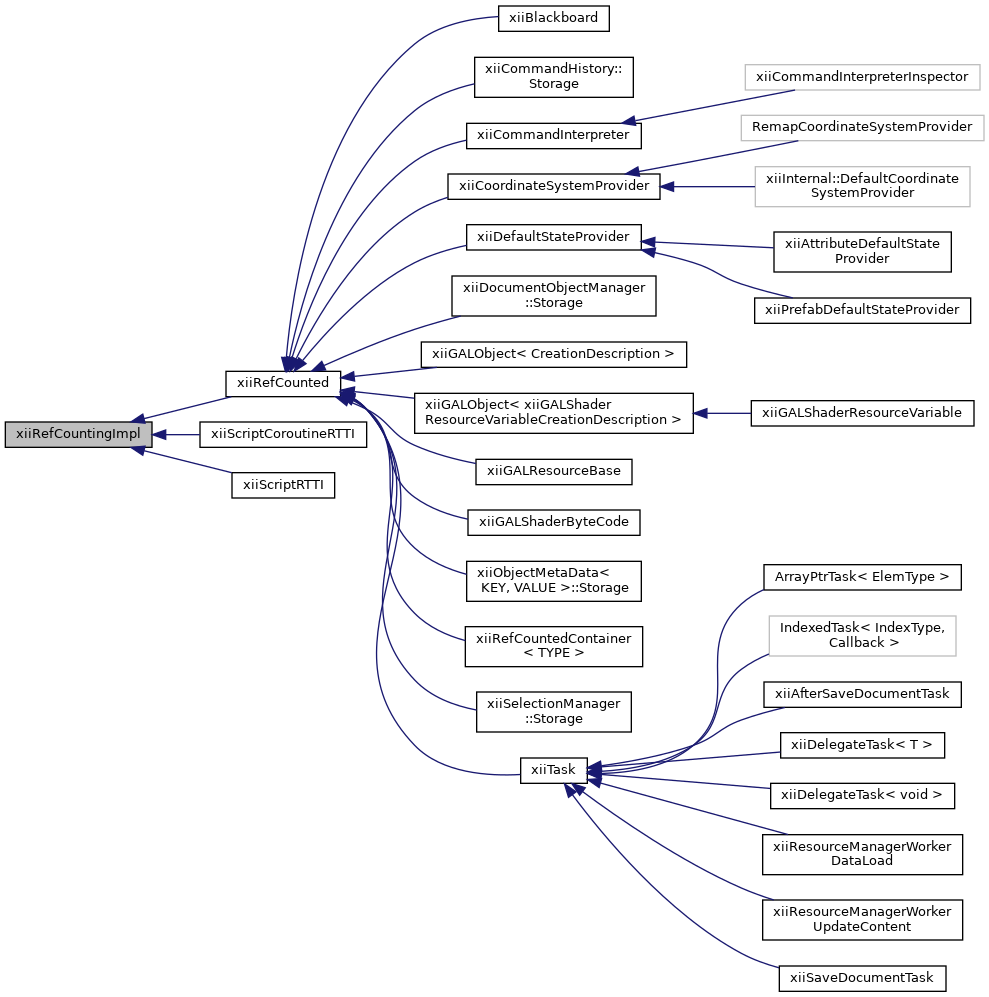 xiiRefCountingImpl
xiiRefCounted
xiiScriptCoroutineRTTI
xiiScriptRTTI
xiiBlackboard
xiiCommandHistory::
Storage
xiiCommandInterpreter
xiiCoordinateSystemProvider
xiiDefaultStateProvider
xiiDocumentObjectManager
::Storage
xiiGALObject< CreationDescription >
xiiGALObject< xiiGALShader
ResourceVariableCreationDescription >
xiiGALResourceBase
xiiGALShaderByteCode
xiiObjectMetaData<
KEY, VALUE >::Storage
xiiRefCountedContainer
< TYPE >
xiiSelectionManager
::Storage
xiiTask
xiiCommandInterpreterInspector
RemapCoordinateSystemProvider
xiiInternal::DefaultCoordinate
SystemProvider
xiiAttributeDefaultState
Provider
xiiPrefabDefaultStateProvider
xiiGALShaderResourceVariable
ArrayPtrTask< ElemType >
IndexedTask< IndexType,
Callback >
xiiAfterSaveDocumentTask
xiiDelegateTask< T >
xiiDelegateTask< void >
xiiResourceManagerWorker
DataLoad
xiiResourceManagerWorker
UpdateContent
xiiSaveDocumentTask